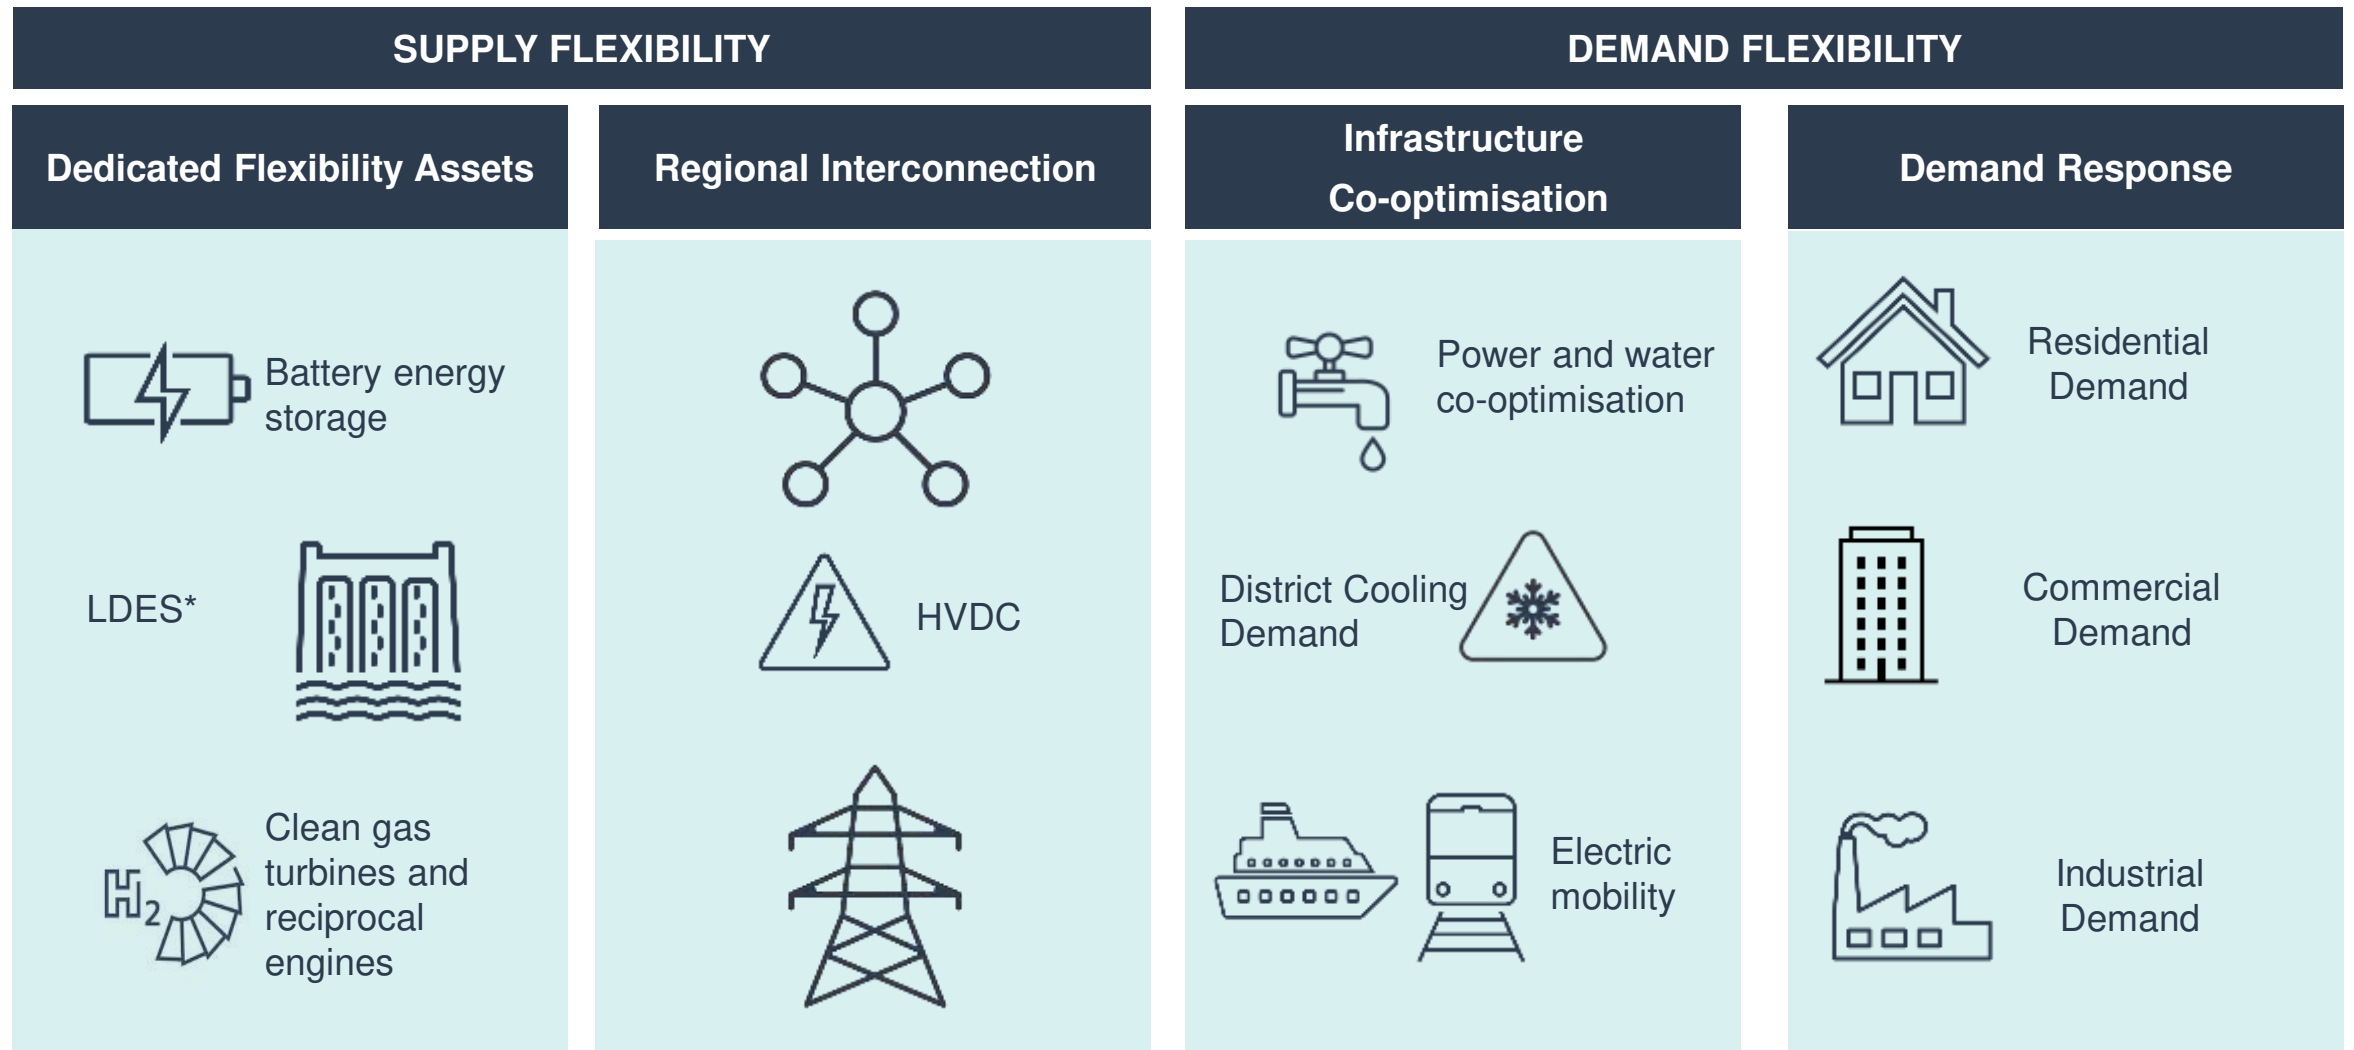 SUPPLY FLEXIBILITY
DEMAND FLEXIBILITY
Dedicated Flexibility Assets
Regional Interconnection
Infrastructure
Co-optimisation
Demand Response
Battery energy
storage
LDES*
H2
Clean gas
turbines and
reciprocal
engines
HVDC
Power and water
co-optimisation
District Cooling
Demand
Electric
mobility
Residential
Demand
Commercial
Demand
Industrial
Demand